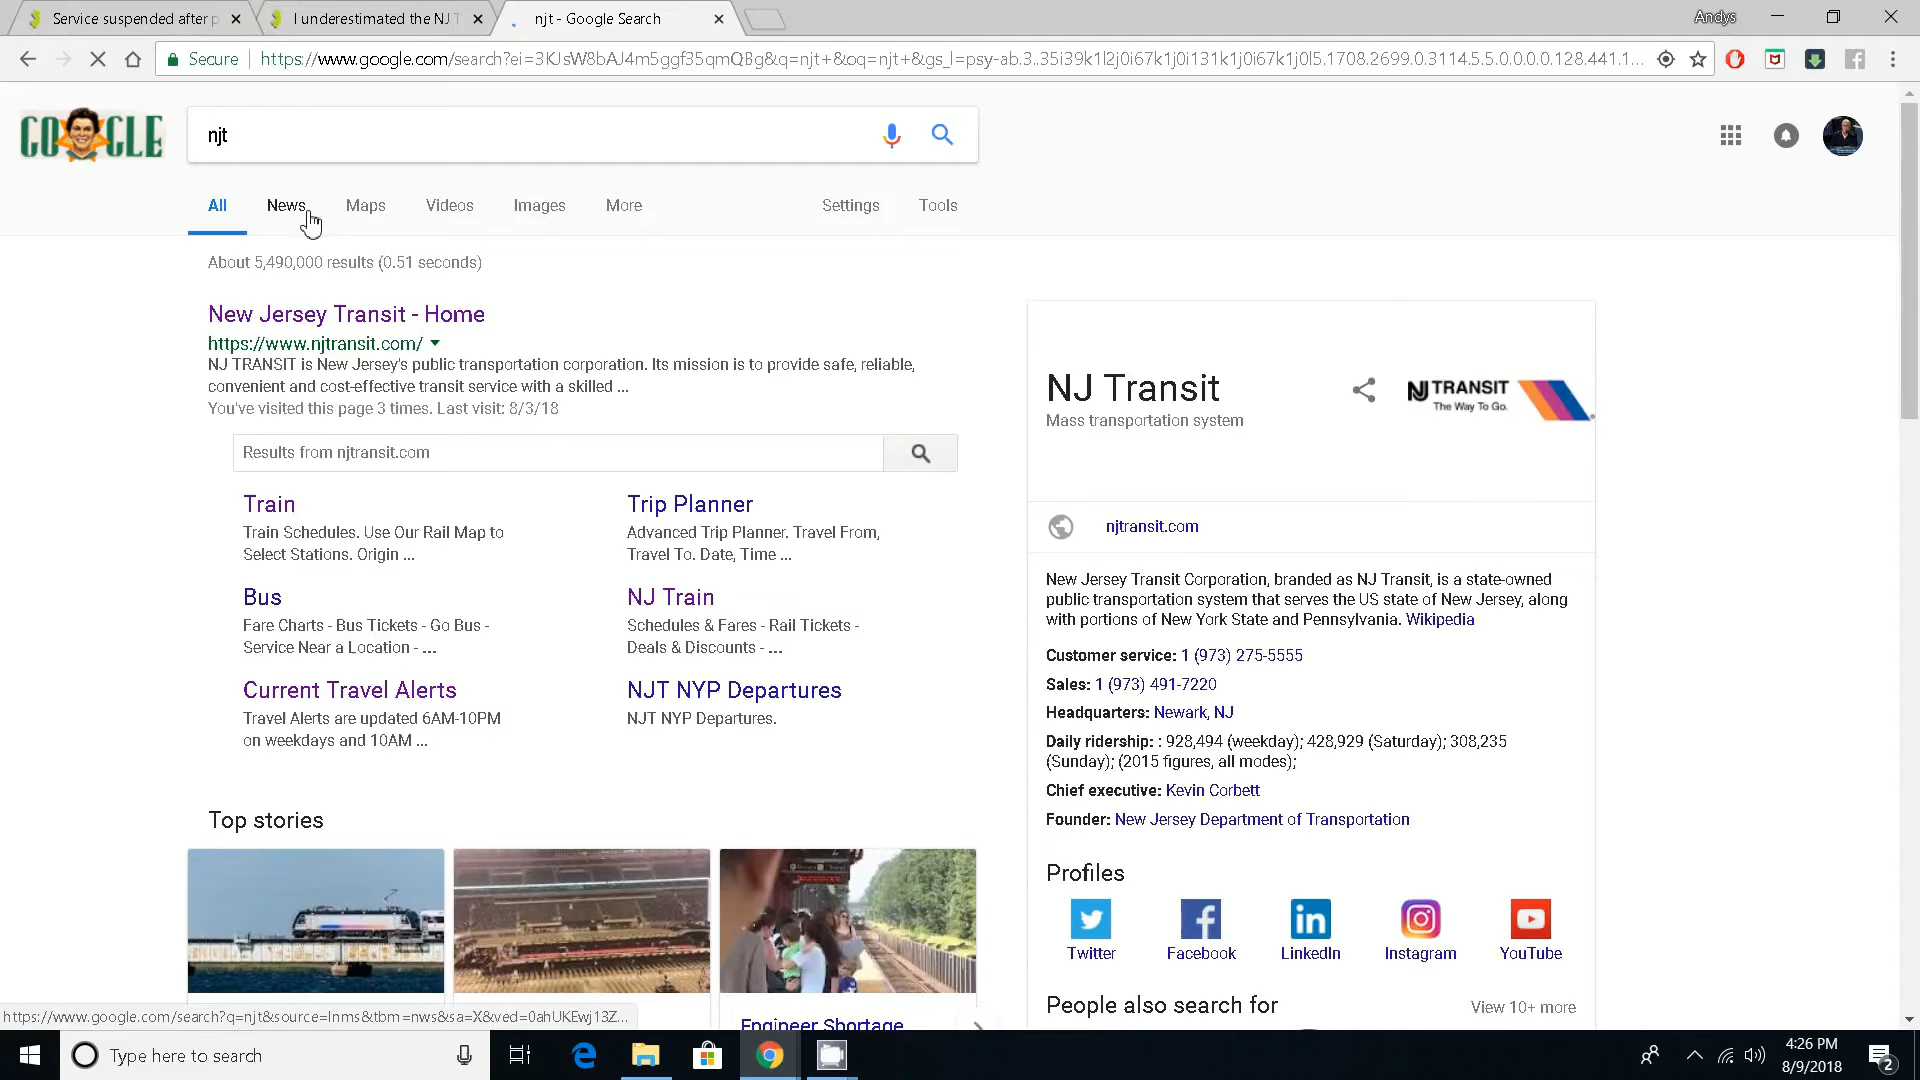 Service suspended after p
I underestimated the NJ T
njt - Google Search
Andys
Secure
https://www.google.com/search?ei=3KJsW8bAJ4m5ggf35qmQBg&q=njt+&oq=njt+&gs_l=psy-ab.3..35i39k1l2j0i67k1j0i131k1j0i67k1j0l5.1708.2699.0.3114.5.5.0.0.0.0.128.441.1...
GOOGLE
njt
All
News
Maps
Videos
Images
More
Settings
Tools
About 5,490,000 results (0.51 seconds)
New Jersey Transit - Home
https://www.njtransit.com/
NJ TRANSIT is New Jersey's public transportation corporation. Its mission is to provide safe, reliable,
convenient and cost-effective transit service with a skilled ...
You've visited this page 3 times. Last visit: 8/3/18
Results from njtransit.com
Train
Train Schedules. Use Our Rail Map to
Select Stations. Origin ...
Trip Planner
Advanced Trip Planner. Travel From,
Travel To. Date, Time ...
Bus
Fare Charts - Bus Tickets - Go Bus -
Service Near a Location - ...
NJ Train
Schedules & Fares - Rail Tickets -
Deals & Discounts - ...
Current Travel Alerts
Travel Alerts are updated 6AM-10PM
on weekdays and 10AM ...
NJT NYP Departures
NJT NYP Departures.
Top stories
Engineer Shortage
NJ Transit
Mass transportation system
NJ TRANSIT
The Way To Go.
njtransit.com
New Jersey Transit Corporation, branded as NJ Transit, is a state-owned
public transportation system that serves the US state of New Jersey, along
with portions of New York State and Pennsylvania. Wikipedia
Customer service: 1 (973) 275-5555
Sales: 1 (973) 491-7220
Headquarters: Newark, NJ
Daily ridership: : 928,494 (weekday); 428,929 (Saturday); 308,235
(Sunday); (2015 figures, all modes);
Chief executive: Kevin Corbett
Founder: New Jersey Department of Transportation
Profiles
Twitter
Facebook
LinkedIn
Instagram
YouTube
People also search for
View 10+ more
https://www.google.com/search?q=njt&source=lnms&tbm=nws&sa=X&ved=0ahUKEwj13Z...
Type here to search
4:26 PM
8/9/2018
2